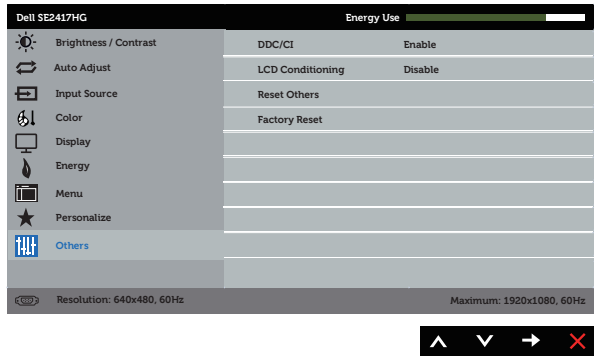 Dell SE2417HG Energy Use
Brightness / Contrast DDC/CI Enable
Auto Adjust LCD Conditioning Disable
Input Source Reset Others
Color Factory Reset
Display
Energy
Menu
Personalize
Others
Resolution: 640x480, 60Hz Maximum: 1920x1080, 60Hz